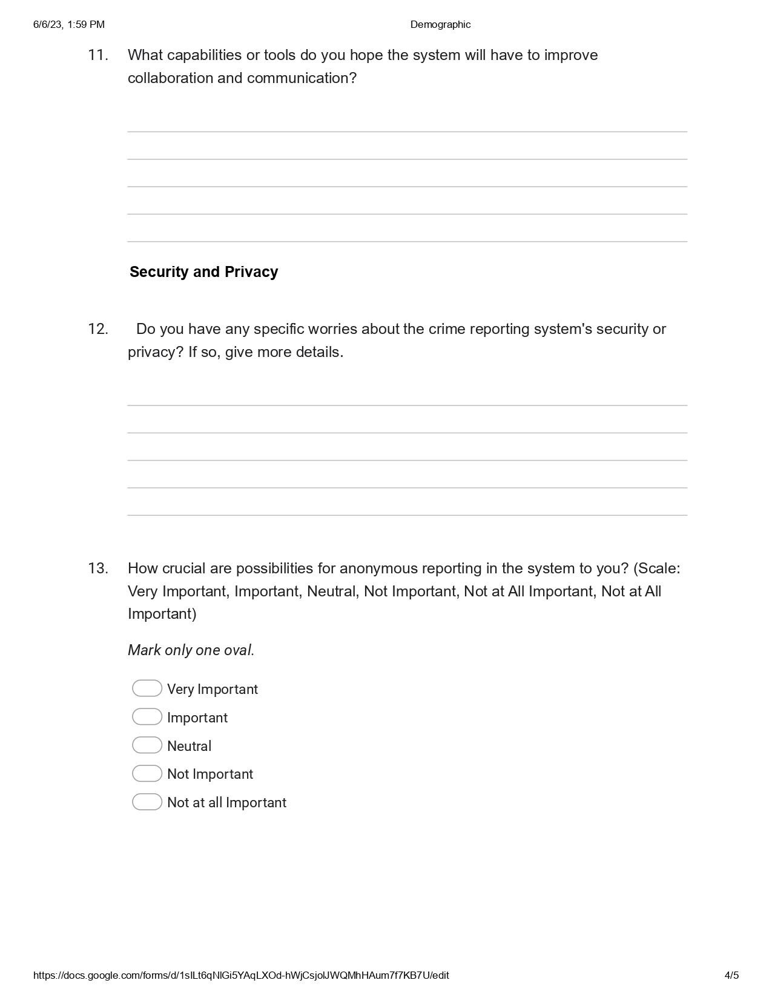 6/6/23, 1:59 PM Demographic
11. What capabilities or tools do you hope the system will have to improve
collaboration and communication?
Security and Privacy
12. Do you have any specific worries about the crime reporting system's security or
privacy? If so, give more details.
13. How crucial are possibilities for anonymous reporting in the system to you? (Scale:
Very Important, Important, Neutral, Not Important, Not at All Important, Not at All
Important)
Mark only one oval.
Very Important
Important
Neutral
Not Important
Not at all Important
https://docs.google.com/forms/d/1sILt6qNlGi5YAqLXOd-hWjCsjolJWQMhHAum7f7KB7U/edit 4/5